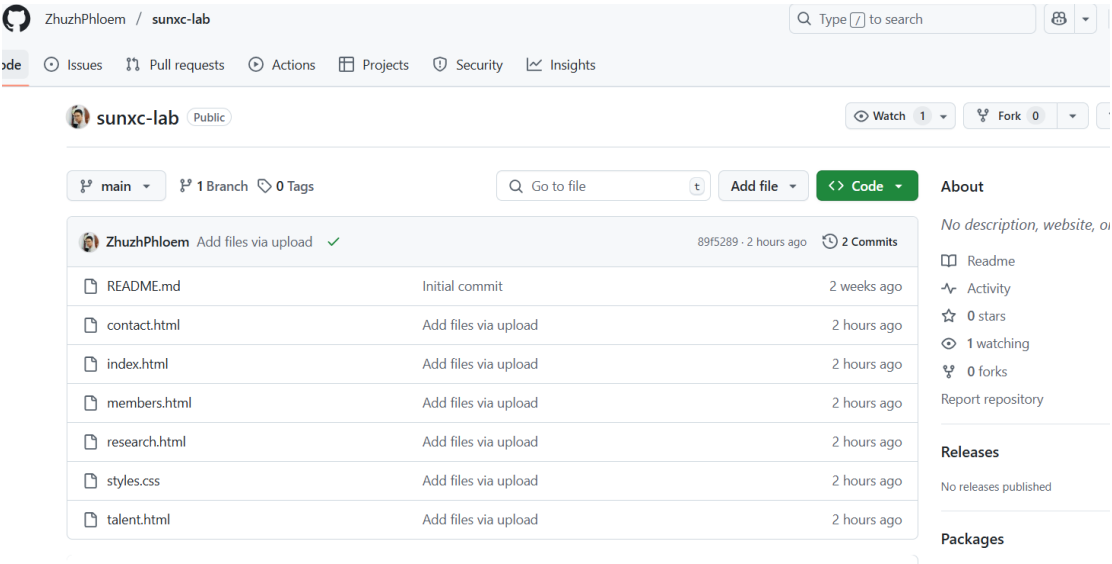 ZhuzhPhloem / sunxc-lab
Type / to search
ode Issues Pull requests Actions Projects Security Insights
sunxc-lab Public
Watch 1 Fork 0
main 1 Branch 0 Tags Go to file t Add file <> Code
ZhuzhPhloem Add files via upload 89f5289 · 2 hours ago 2 Commits
README.md Initial commit 2 weeks ago
contact.html Add files via upload 2 hours ago
index.html Add files via upload 2 hours ago
members.html Add files via upload 2 hours ago
research.html Add files via upload 2 hours ago
styles.css Add files via upload 2 hours ago
talent.html Add files via upload 2 hours ago
About
No description, website, or
Readme
Activity
0 stars
1 watching
0 forks
Report repository
Releases
No releases published
Packages